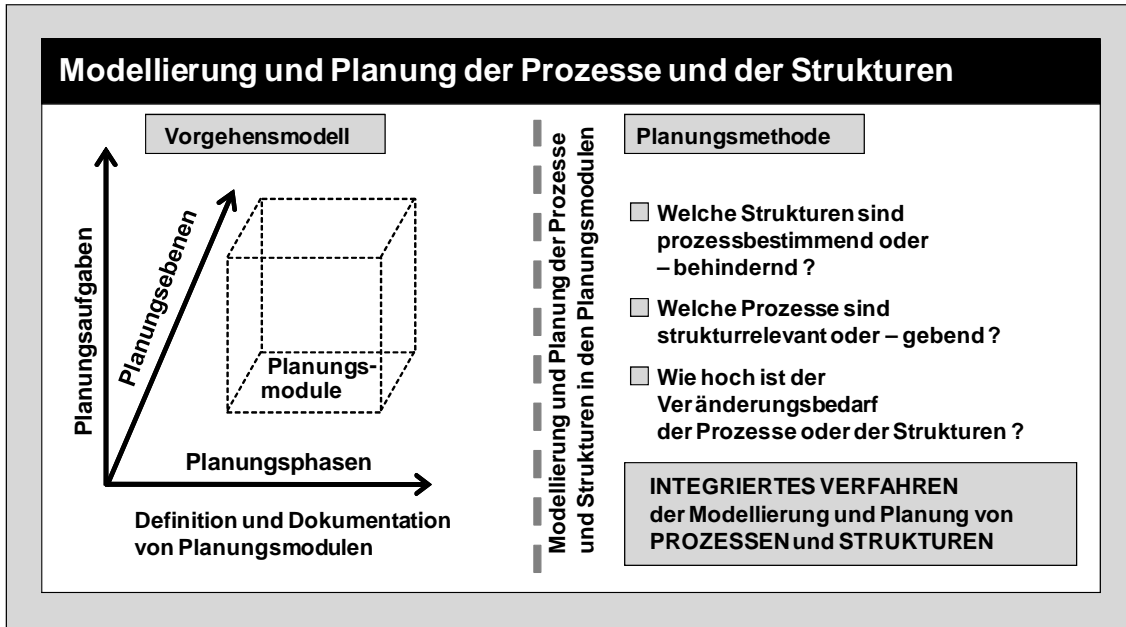 Modellierung und Planung der Prozesse und der Strukturen
Vorgehensmodell
Planungsaufgaben
Planungsebenen
Planungs-
module
Planungsphasen
Definition und Dokumentation
von Planungsmodulen
Modellierung und Planung der Prozesse
und Strukturen in den Planungsmodulen
Planungsmethode
Welche Strukturen sind
prozessbestimmend oder
– behindernd ?
Welche Prozesse sind
strukturrelevant oder – gebend ?
Wie hoch ist der
Ver änderungsbedarf
der Prozesse oder der Strukturen ?
INTEGRIERTES VERFAHREN
der Modellierung und Planung von
PROZESSEN und STRUKTUREN